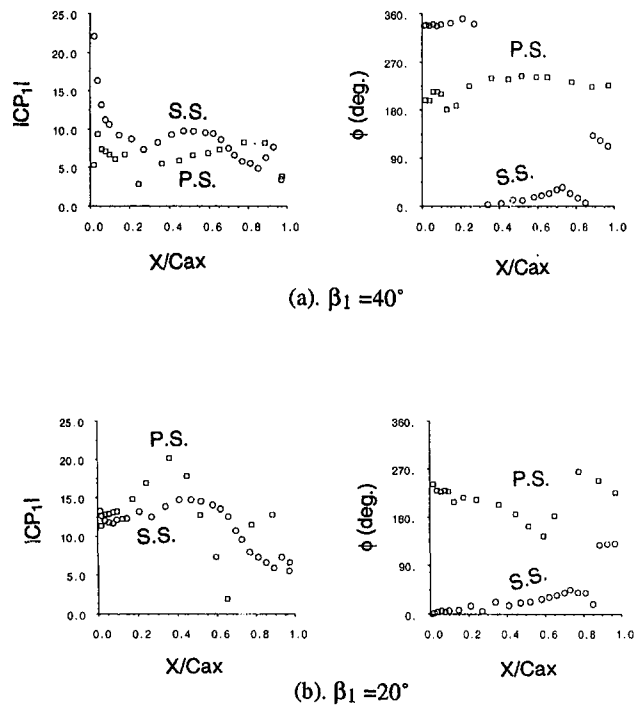 (a).
25.0
20.0
15.0
10.0
5.0
0.0
|CP₁|
S.S.
P.S.
0.0 0.2 0.4 0.6 0.8 1.0
X/Cax
360.
270.
180.
90.
0.
ϕ (deg.)
P.S.
S.S.
0.0 0.2 0.4 0.6 0.8 1.0
X/Cax
(a). β₁ =40°
25.0
20.0
15.0
10.0
5.0
0.0
|CP₁|
P.S.
S.S.
0.0 0.2 0.4 0.6 0.8 1.0
X/Cax
360.
270.
180.
90.
0.
ϕ (deg.)
P.S.
S.S.
0.0 0.2 0.4 0.6 0.8 1.0
X/Cax
(b). β₁ =20°